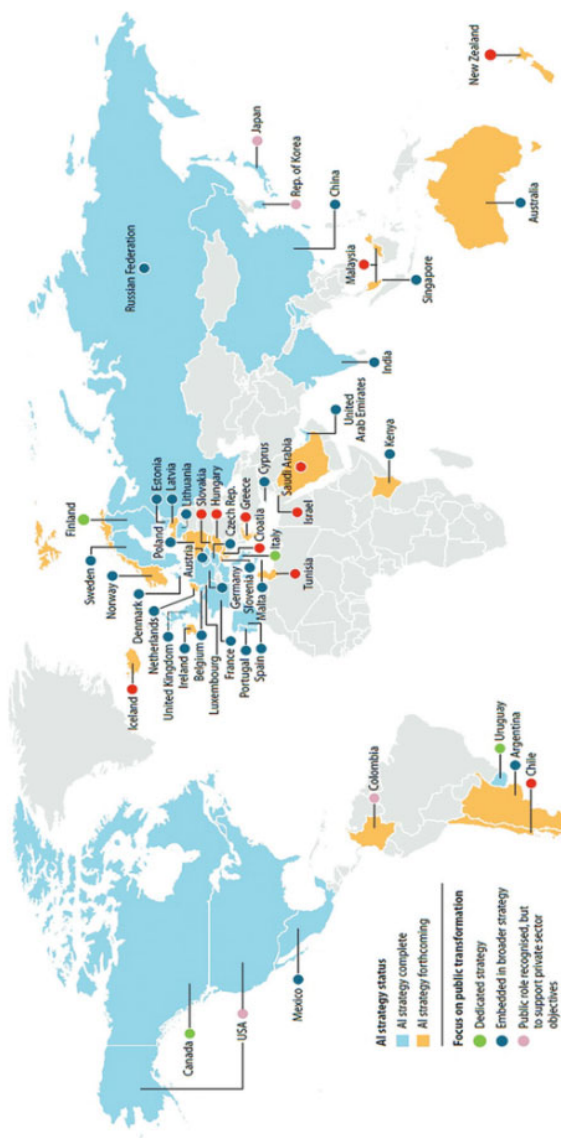 Iceland
Sweden
Norway
Denmark
Netherlands
United Kingdom
Ireland
Belgium
Luxembourg
France
Portugal
Spain
Finland
Estonia
Latvia
Lithuania
Poland
Slovakia
Austria
Hungary
Czech Rep.
Greece
Croatia
Germany
Italy
Slovenia
Malta
Tunisia
Cyprus
Israel
Saudi Arabia
United
Arab Emirates
Kenya
Russian Federation
India
China
Japan
Rep. of Korea
Malaysia
Singapore
Australia
New Zealand
Canada
USA
Mexico
Colombia
Uruguay
Argentina
Chile
AI strategy status
AI strategy complete
AI strategy forthcoming
Focus on public transformation
Dedicated strategy
Embedded in broader strategy
Public role recognised, but
to support private sector
objectives